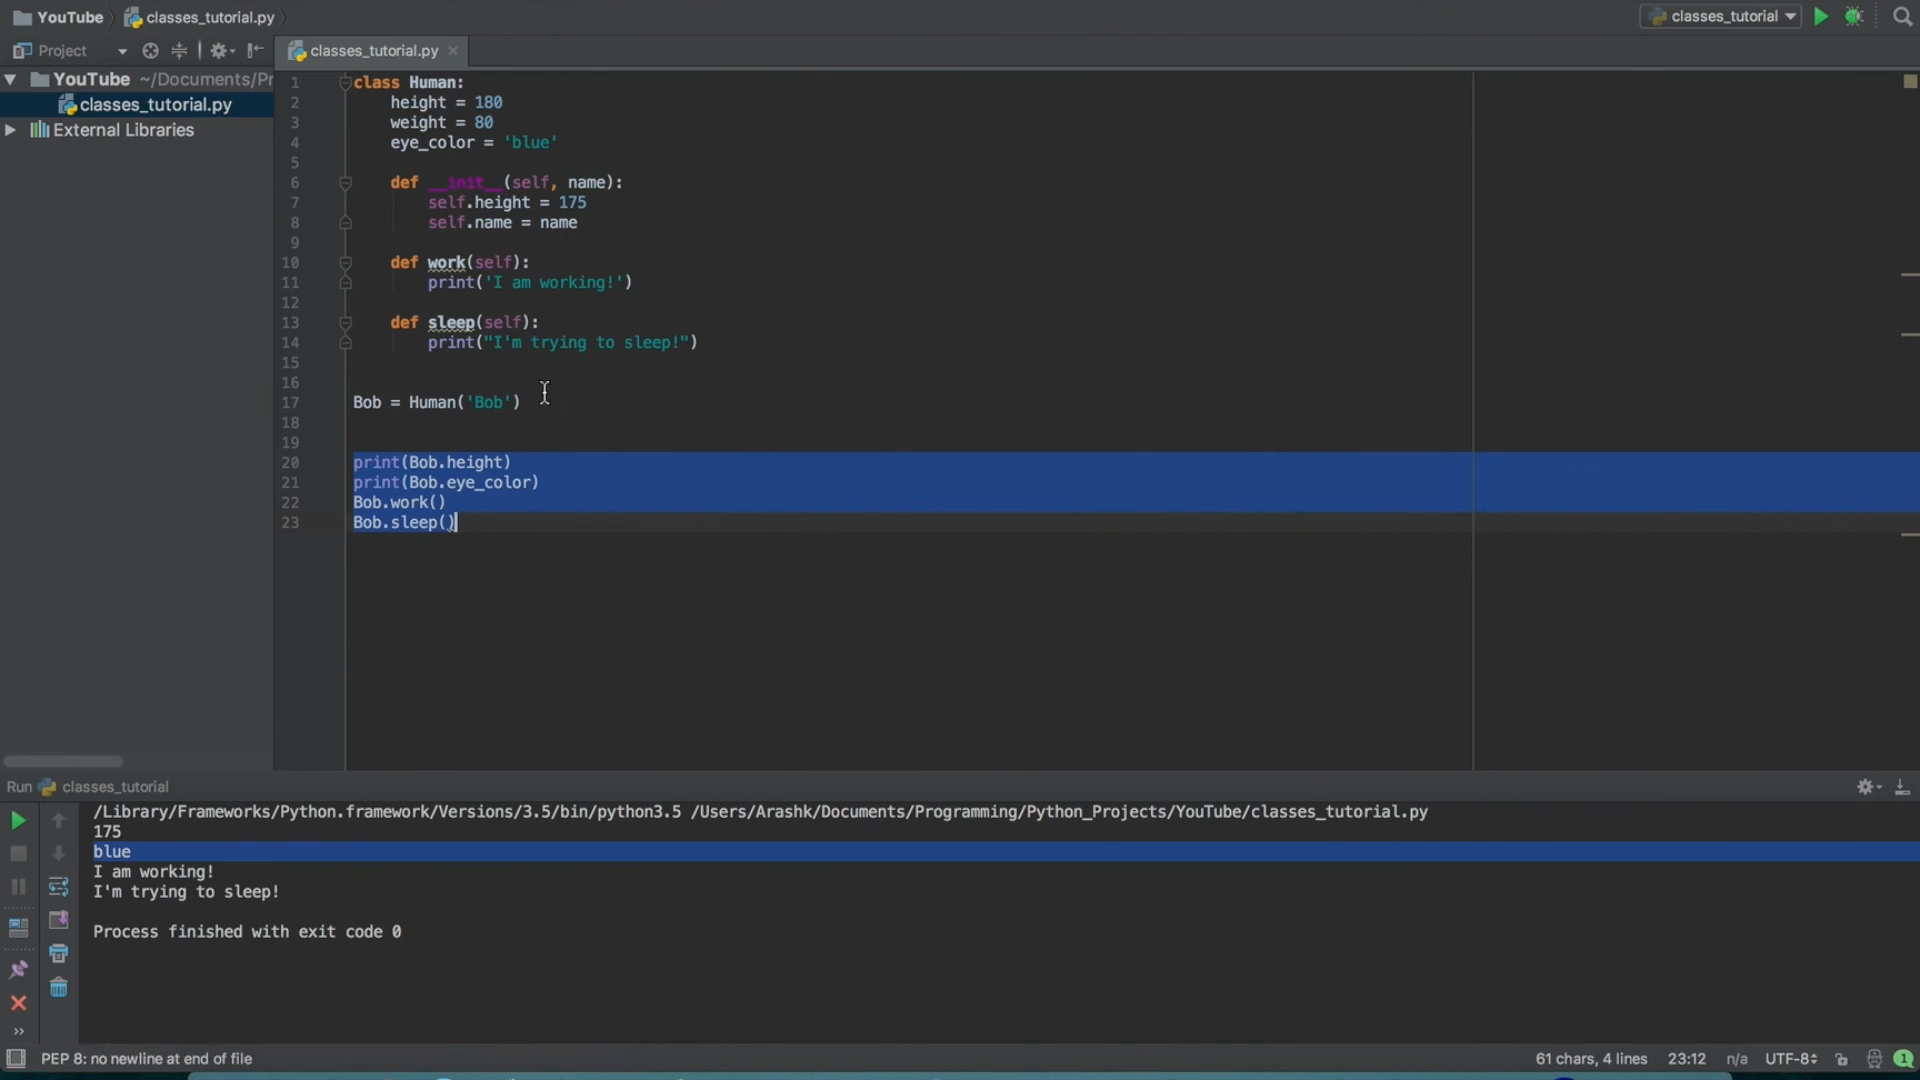 YouTube classes_tutorial.py classes_tutorial
Project classes_tutorial.py
YouTube ~/Documents/Pr
classes_tutorial.py
External Libraries
1 class Human:
2 height = 180
3 weight = 80
4 eye_color = 'blue'
5
6 def __init__(self, name):
7 self.height = 175
8 self.name = name
9
10 def work(self):
11 print('I am working!')
12
13 def sleep(self):
14 print("I'm trying to sleep!")
15
16
17 Bob = Human('Bob')
18
19
20 print(Bob.height)
21 print(Bob.eye_color)
22 Bob.work()
23 Bob.sleep()
Run classes_tutorial
/Library/Frameworks/Python.framework/Versions/3.5/bin/python3.5 /Users/Arashk/Documents/Programming/Python_Projects/YouTube/classes_tutorial.py
175
blue
I am working!
I'm trying to sleep!
Process finished with exit code 0
PEP 8: no newline at end of file 61 chars, 4 lines 23:12 n/a UTF-8 1